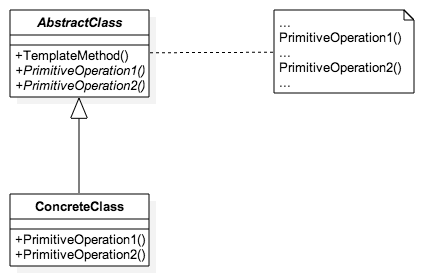 AbstractClass
+TemplateMethod()
+PrimitiveOperation1()
+PrimitiveOperation2()
...
PrimitiveOperation1()
...
PrimitiveOperation2()
...
ConcreteClass
+PrimitiveOperation1()
+PrimitiveOperation2()